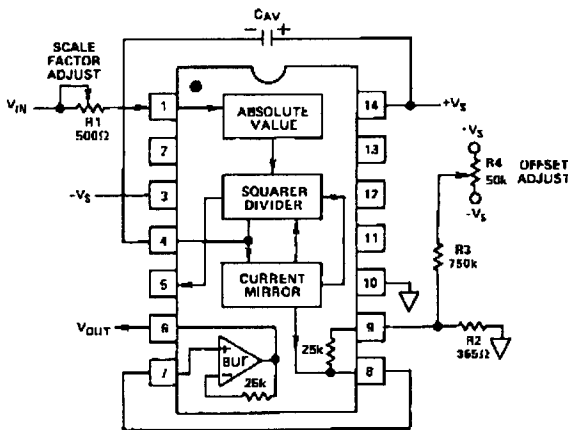 CAV
− +
SCALE
FACTOR
ADJUST
VIN
R1
500Ω
1
ABSOLUTE
VALUE
14
+VS
2
13
-VS
3
SQUARER
DIVIDER
12
+VS
R4
50k
OFFSET
ADJUST
-VS
4
11
5
CURRENT
MIRROR
10
R3
750k
VOUT
6
25k
9
R2
365Ω
7
+
BUF
−
25k
8